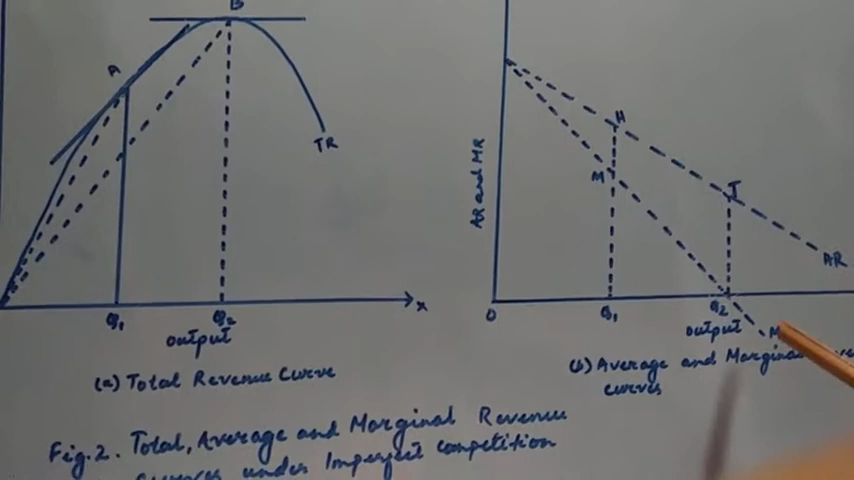 B
A
TR
Q1
Q2
x
output
(a) Total Revenue Curve
AR and MR
H
M
T
AR
O
Q1
Q2
output
M
(b) Average and Marginal
curves
Fig. 2. Total, Average and Marginal Revenue
Curves under Imperfect competition